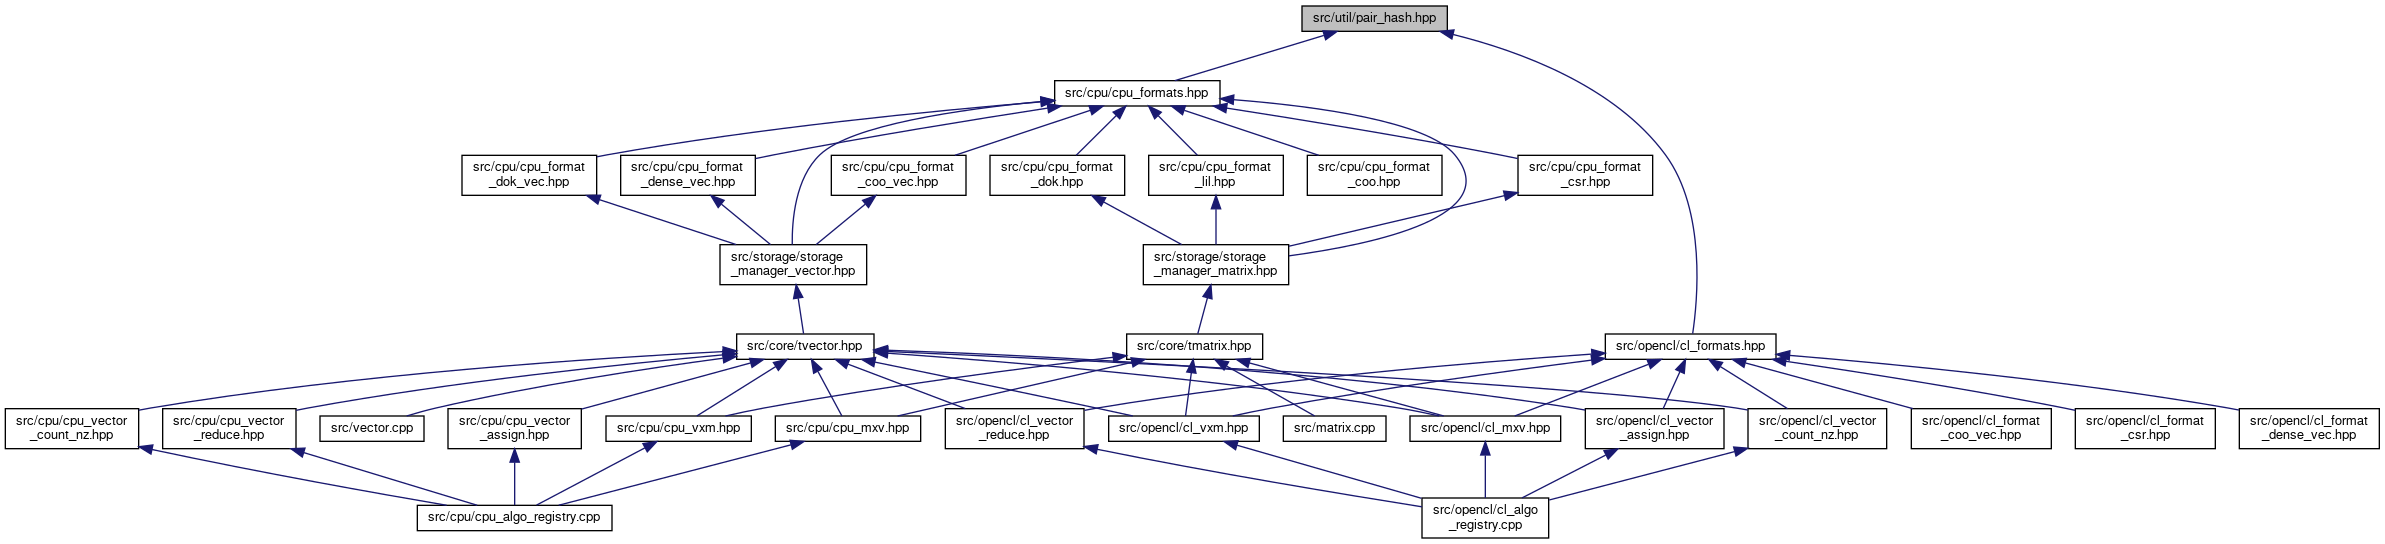 src/util/pair_hash.hpp
src/cpu/cpu_formats.hpp
src/cpu/cpu_format
_dok_vec.hpp
src/cpu/cpu_format
_dense_vec.hpp
src/cpu/cpu_format
_coo_vec.hpp
src/cpu/cpu_format
_dok.hpp
src/cpu/cpu_format
_lil.hpp
src/cpu/cpu_format
_coo.hpp
src/cpu/cpu_format
_csr.hpp
src/storage/storage
_manager_vector.hpp
src/storage/storage
_manager_matrix.hpp
src/core/tvector.hpp
src/core/tmatrix.hpp
src/opencl/cl_formats.hpp
src/cpu/cpu_vector
_count_nz.hpp
src/cpu/cpu_vector
_reduce.hpp
src/vector.cpp
src/cpu/cpu_vector
_assign.hpp
src/cpu/cpu_vxm.hpp
src/cpu/cpu_mxv.hpp
src/opencl/cl_vector
_reduce.hpp
src/opencl/cl_vxm.hpp
src/matrix.cpp
src/opencl/cl_mxv.hpp
src/opencl/cl_vector
_assign.hpp
src/opencl/cl_vector
_count_nz.hpp
src/opencl/cl_format
_coo_vec.hpp
src/opencl/cl_format
_csr.hpp
src/opencl/cl_format
_dense_vec.hpp
src/cpu/cpu_algo_registry.cpp
src/opencl/cl_algo
_registry.cpp